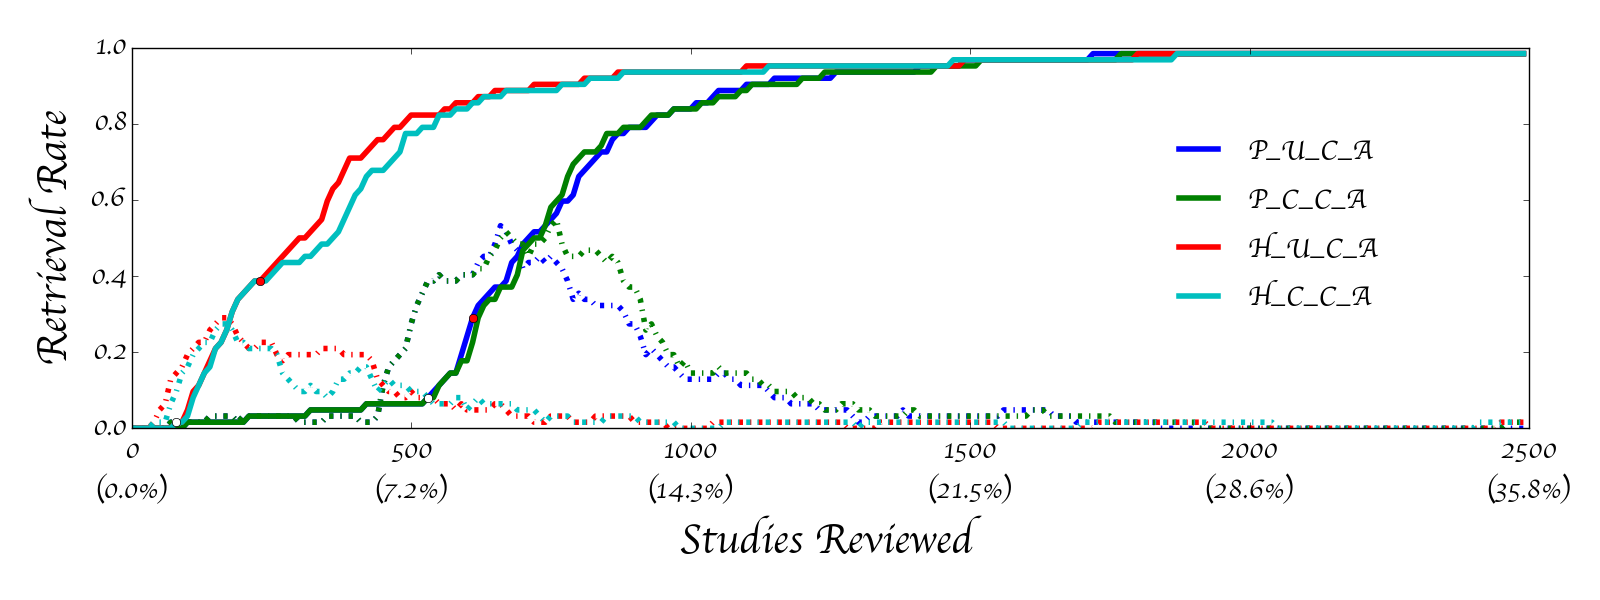 Retrieval Rate
1.0
0.8
0.6
0.4
0.2
0.0
P_U_C_A
P_C_C_A
H_U_C_A
H_C_C_A
0 500 1000 1500 2000 2500
(0.0%) (7.2%) (14.3%) (21.5%) (28.6%) (35.8%)
Studies Reviewed